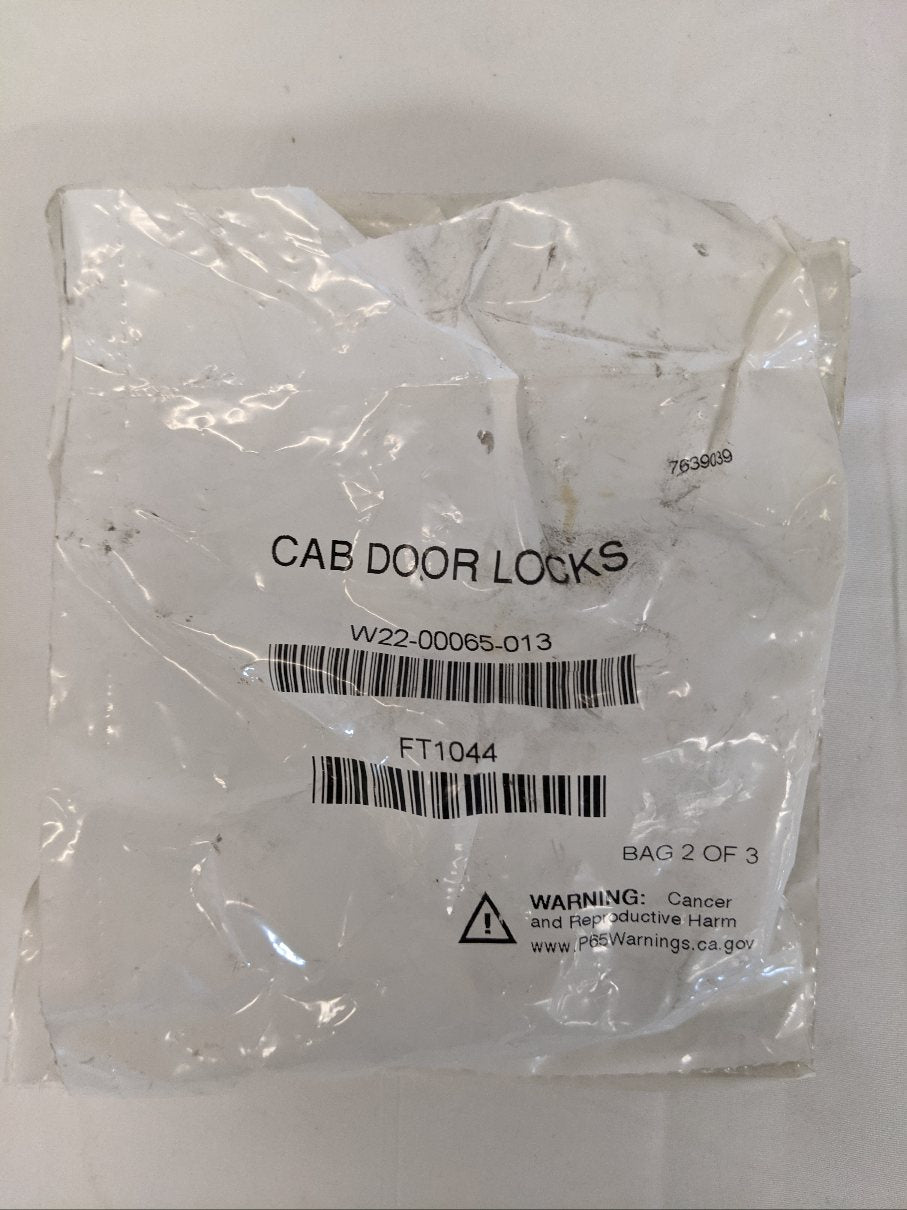 7639039
CAB DOOR LOCKS
W22-00065-013
FT1044
BAG 2 OF 3
WARNING: Cancer
and Reproductive Harm
www.P65Warnings.ca.gov